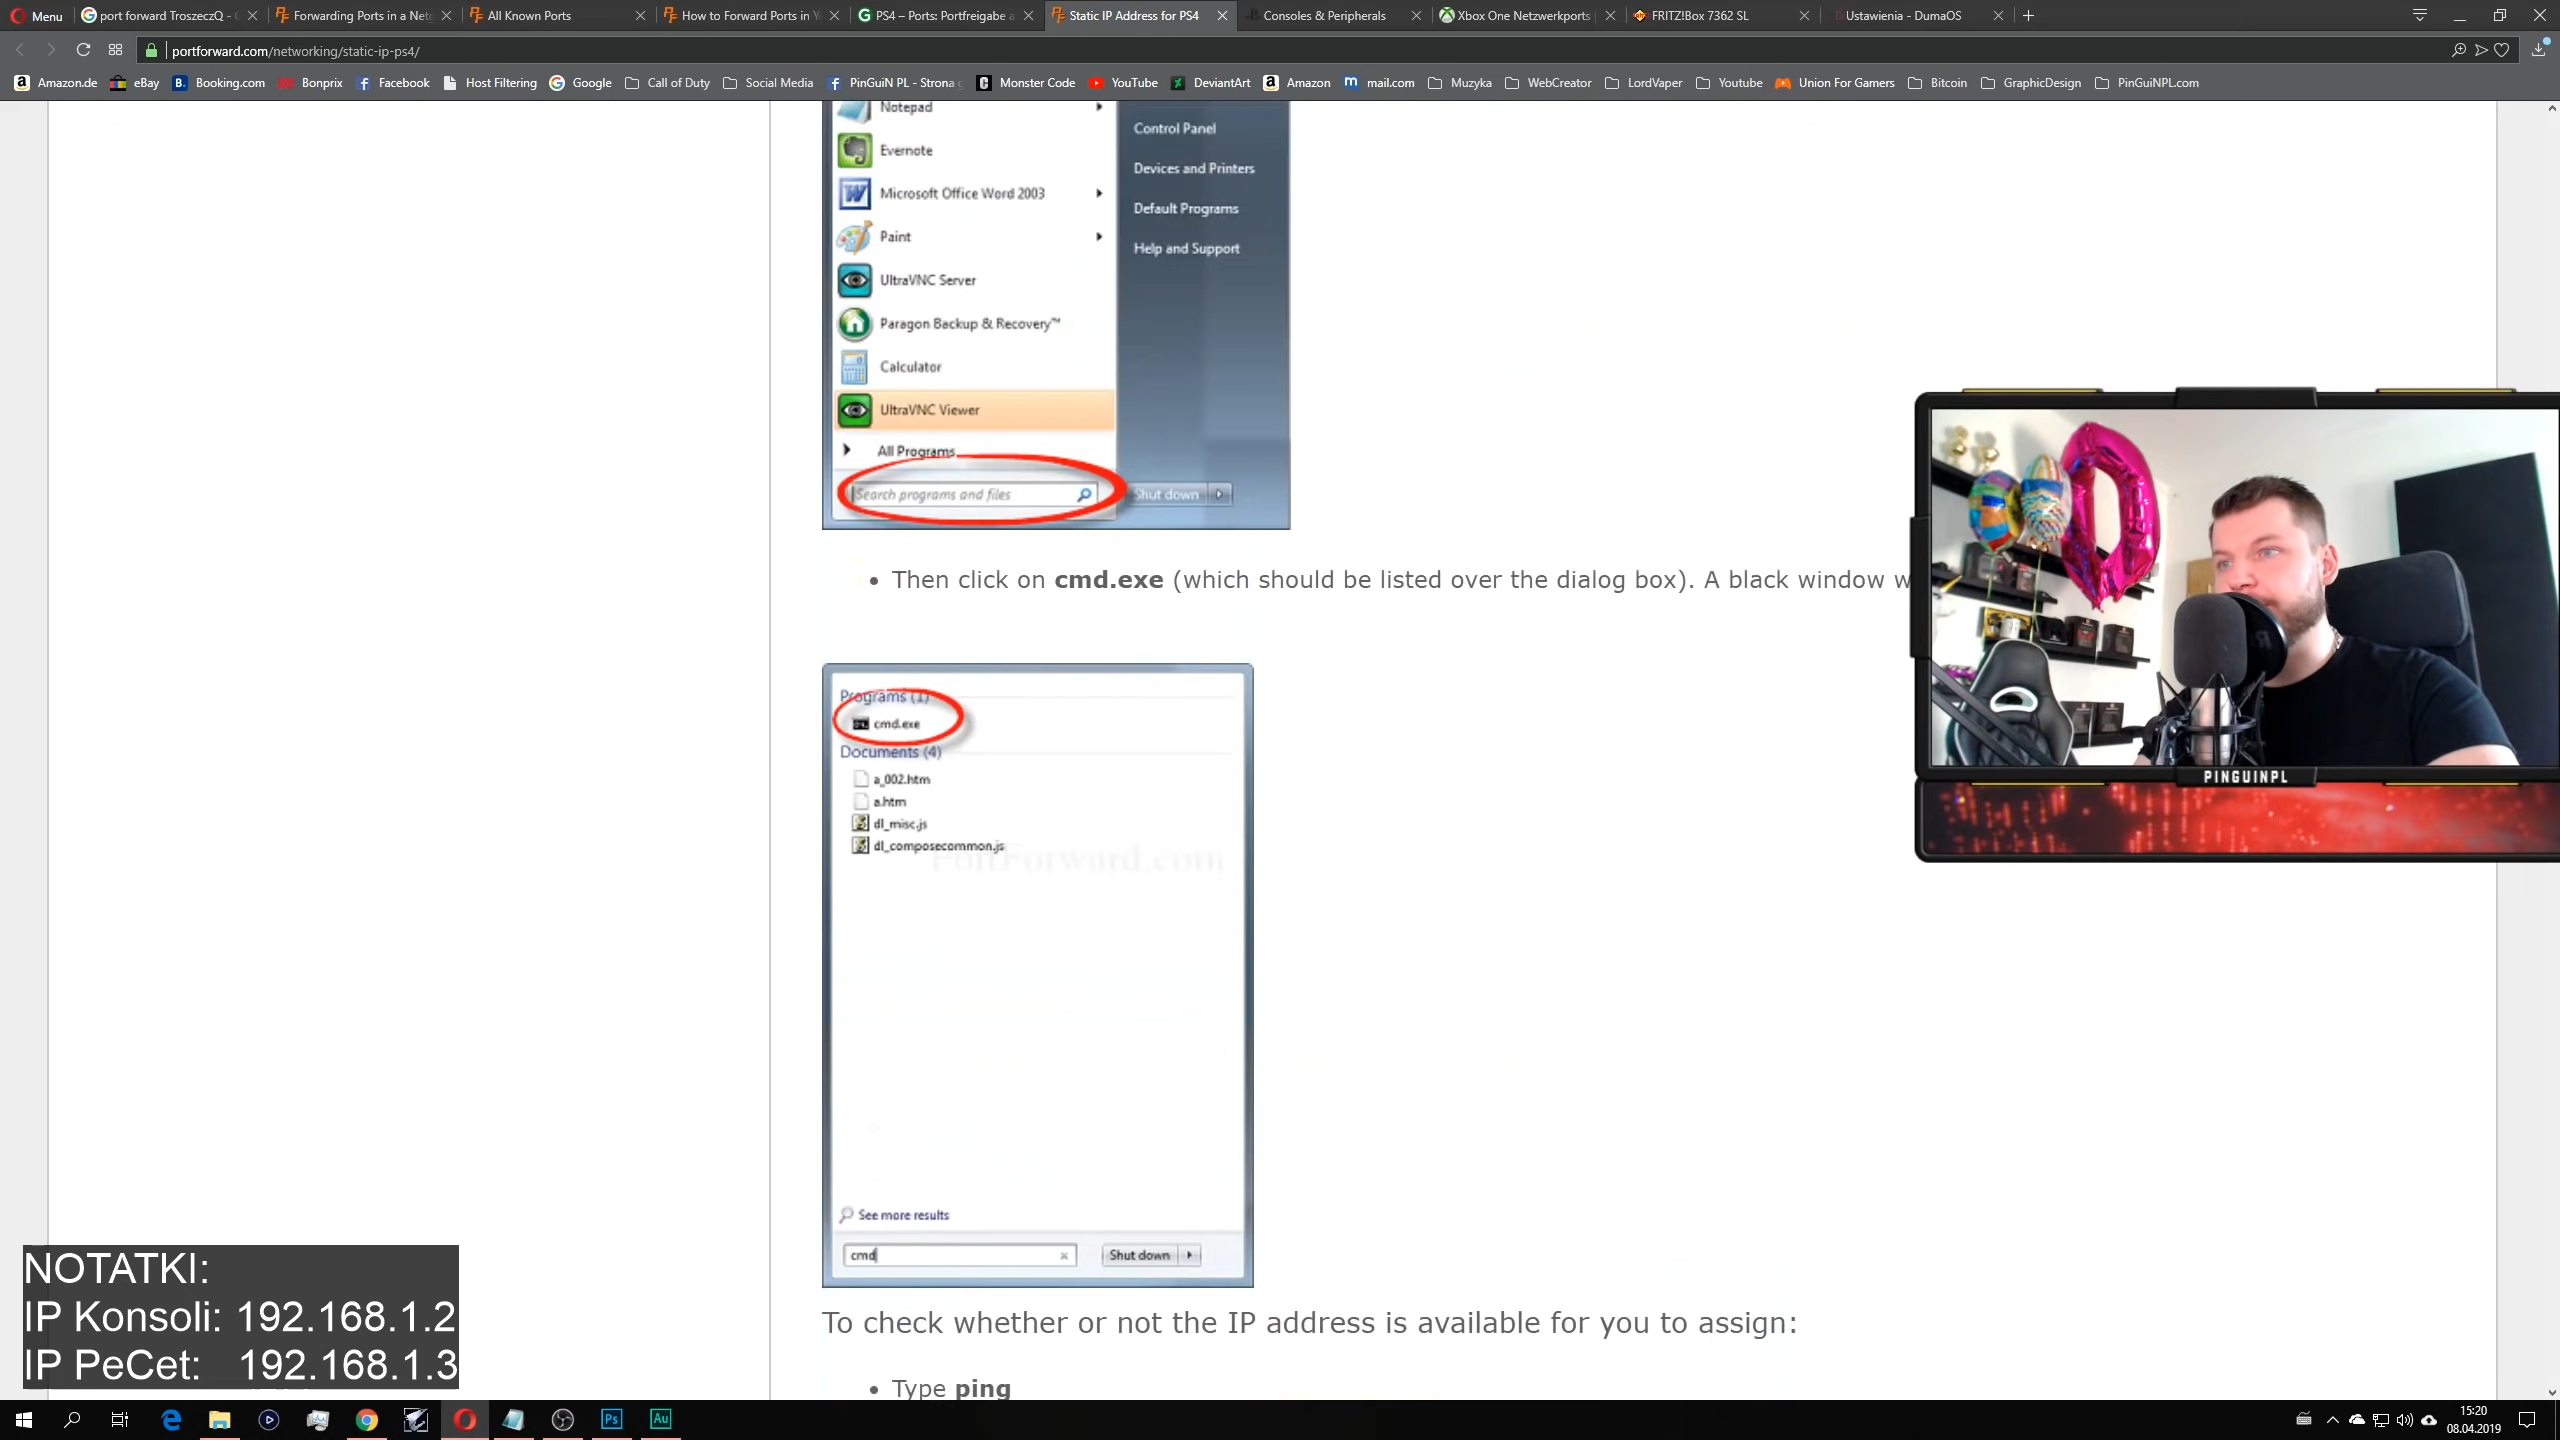 Menu
port forward TroszeczQ -
Forwarding Ports in a Net
All Known Ports
How to Forward Ports in Y
PS4 – Ports: Portfreigabe a
Static IP Address for PS4
Consoles & Peripherals
Xbox One Netzwerkports
FRITZ!Box 7362 SL
Ustawienia - DumaOS
portforward.com/networking/static-ip-ps4/
Amazon.de
eBay
Booking.com
Bonprix
Facebook
Host Filtering
Google
Call of Duty
Social Media
PinGuiN PL - Strona g
Monster Code
YouTube
DeviantArt
Amazon
mail.com
Muzyka
WebCreator
LordVaper
Youtube
Union For Gamers
Bitcoin
GraphicDesign
PinGuiNPL.com
Notepad
Evernote
Microsoft Office Word 2003
Paint
UltraVNC Server
Paragon Backup & Recovery™
Calculator
UltraVNC Viewer
All Programs
Search programs and files
Control Panel
Devices and Printers
Default Programs
Help and Support
Shut down
• Then click on cmd.exe (which should be listed over the dialog box). A black window w
Programs (1)
cmd.exe
Documents (4)
a_002.htm
a.htm
dl_misc.js
dl_composecommon.js
PortForward.com
See more results
cmd
Shut down
To check whether or not the IP address is available for you to assign:
• Type ping
PINGUINPL
NOTATKI:
IP Konsoli: 192.168.1.2
IP PeCet: 192.168.1.3
Ps
Au
15:20
08.04.2019